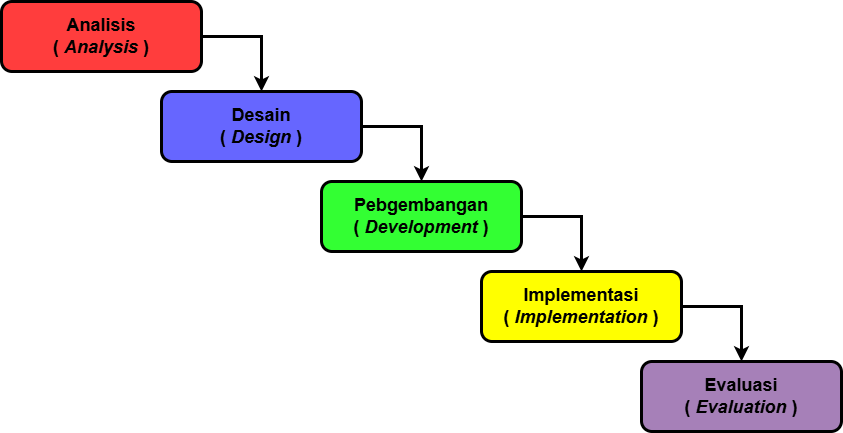 Analisis
( Analysis )
Desain
( Design )
Pebgembangan
( Development )
Implementasi
( Implementation )
Evaluasi
( Evaluation )